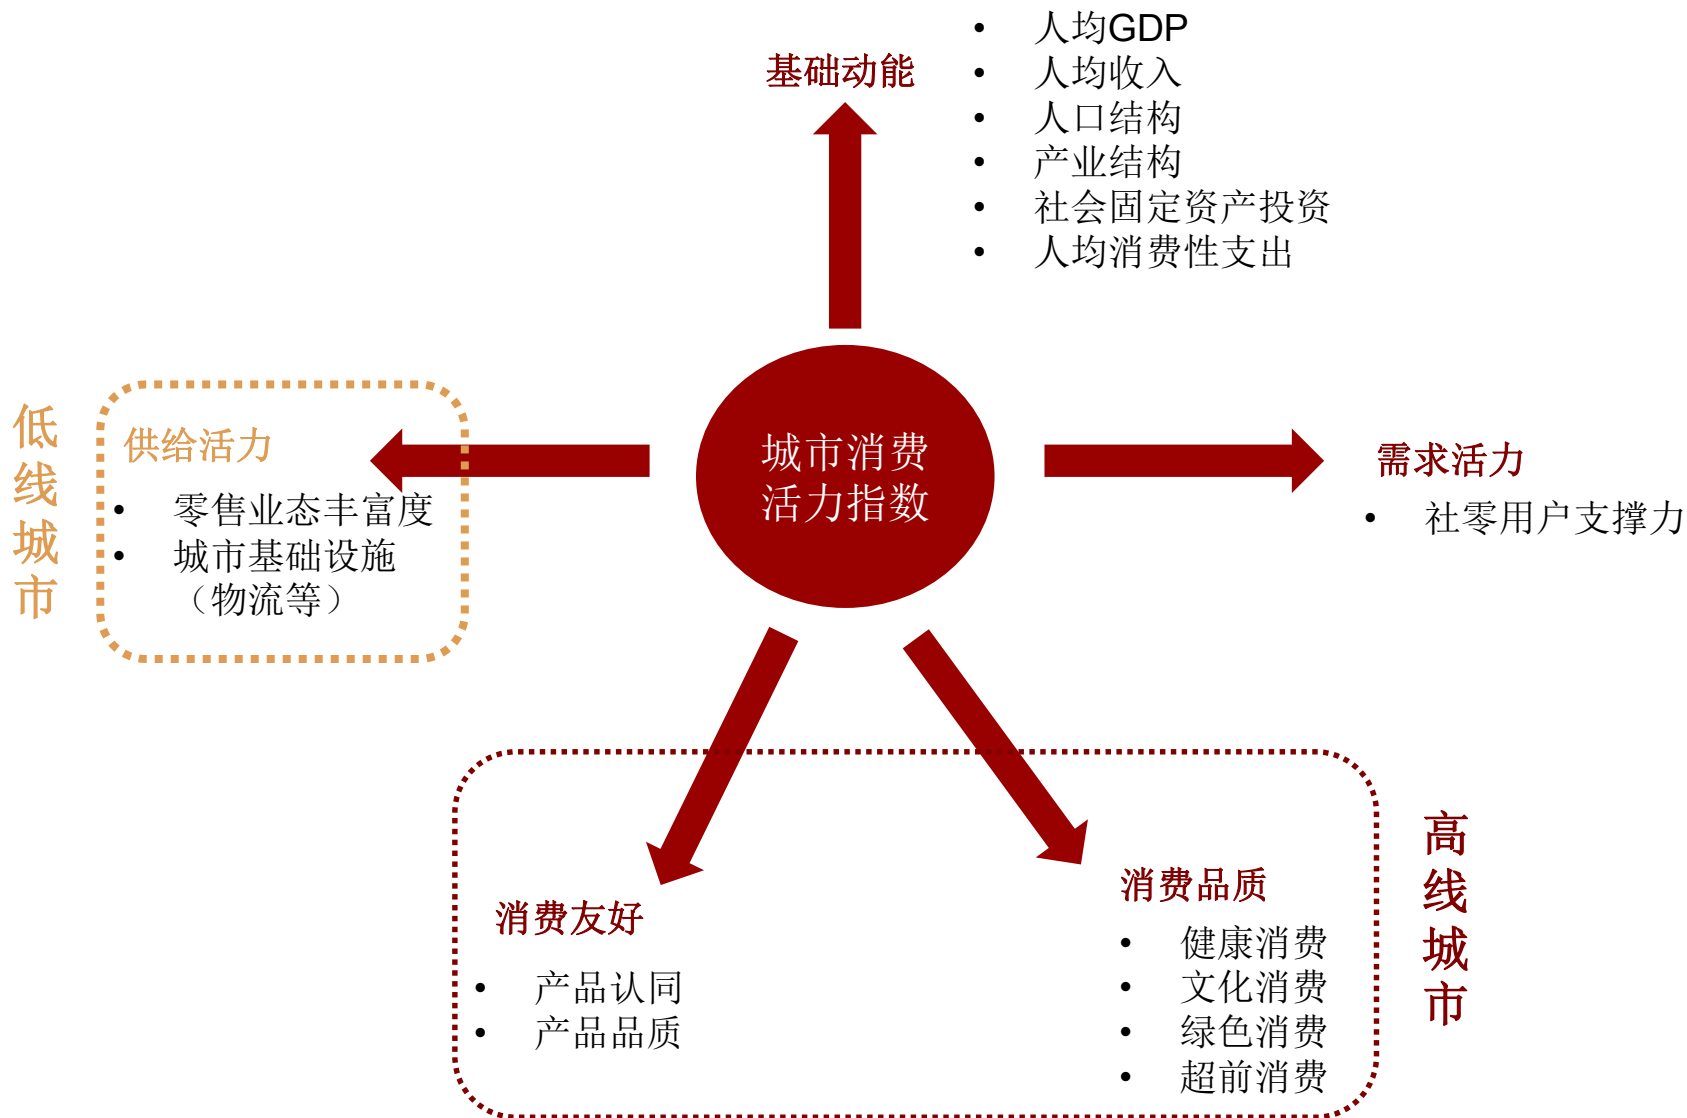 基础动能
• 人均GDP
• 人均收入
• 人口结构
• 产业结构
• 社会固定资产投资
• 人均消费性支出
低线城市
供给活力
• 零售业态丰富度
• 城市基础设施
（物流等）
城市消费
活力指数
需求活力
• 社零用户支撑力
消费友好
• 产品认同
• 产品品质
消费品质
• 健康消费
• 文化消费
• 绿色消费
• 超前消费
高线城市